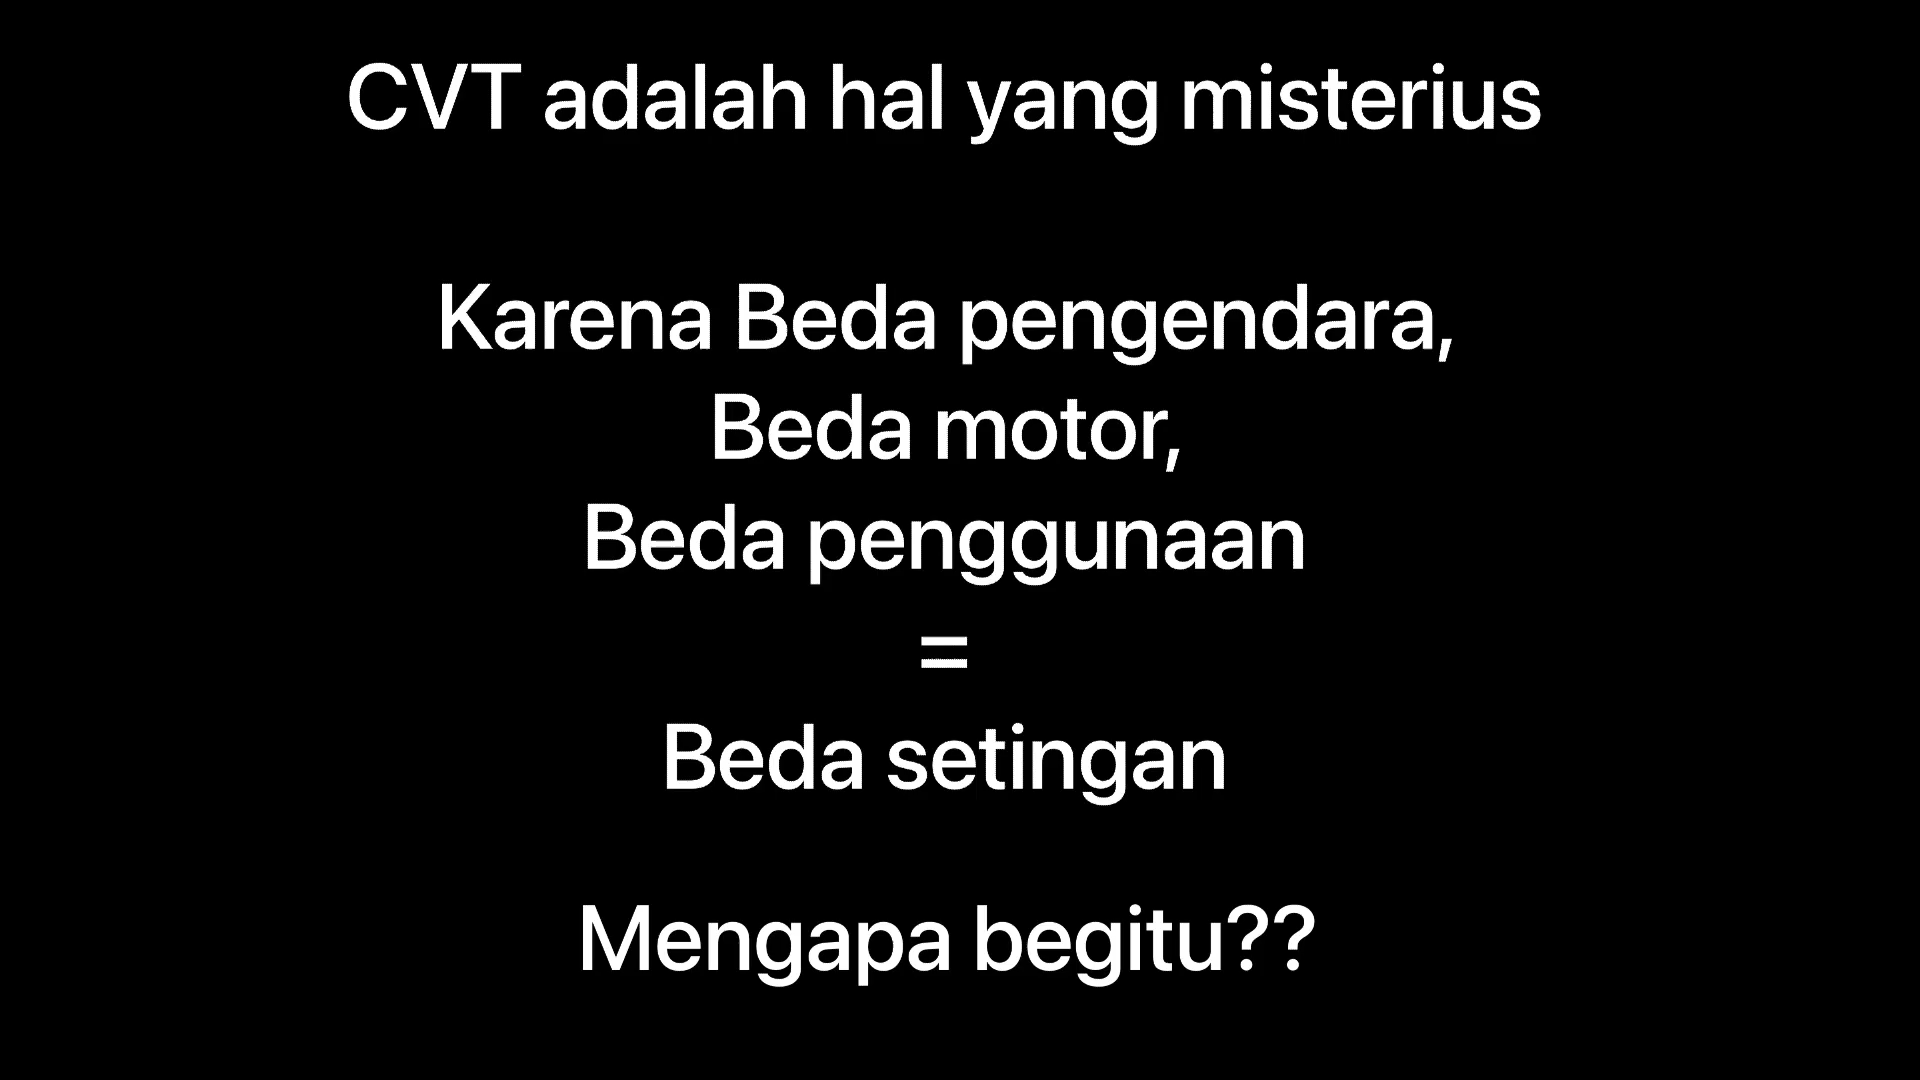 CVT adalah hal yang misterius
Karena Beda pengendara,
Beda motor,
Beda penggunaan
=
Beda setingan
Mengapa begitu??